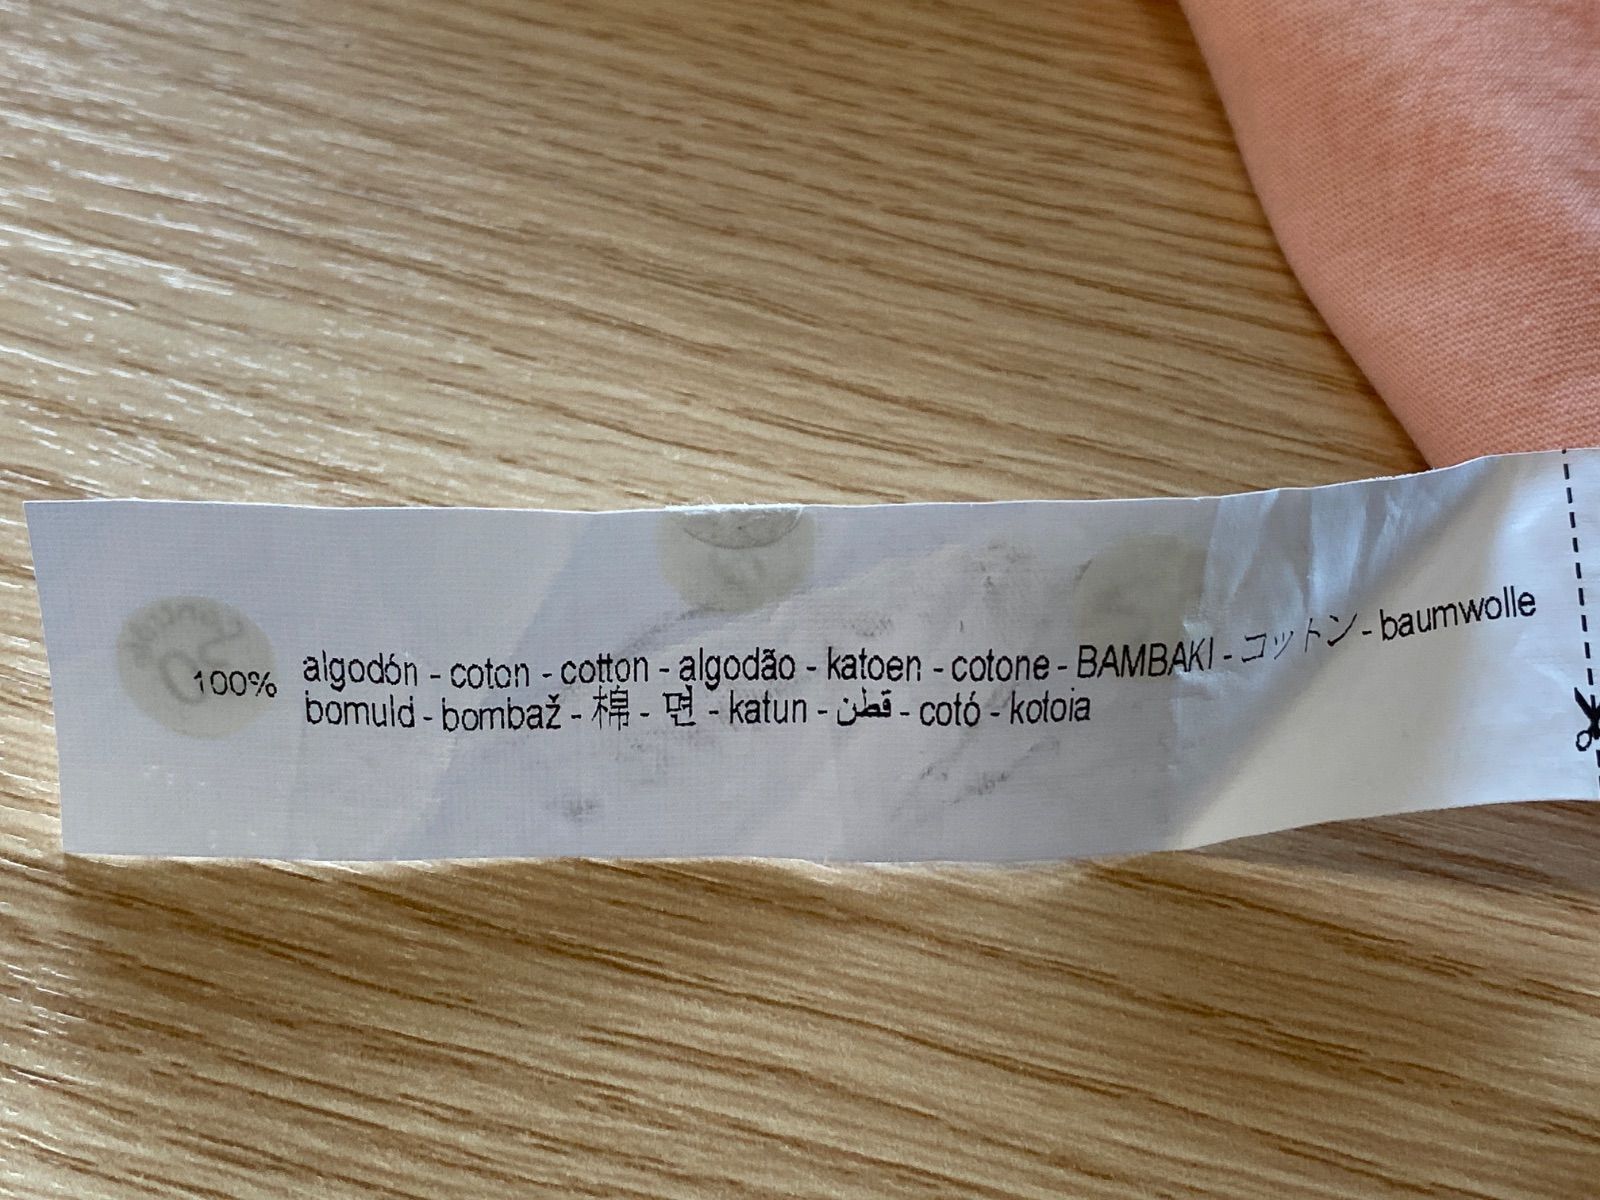 100% algodón - coton - cotton - algodão - katoen - cotone - BAMBAKI - コットン - baumwolle
bomuld - bombaž - 棉 - 면 - katun - قطن - cotó - kotoia